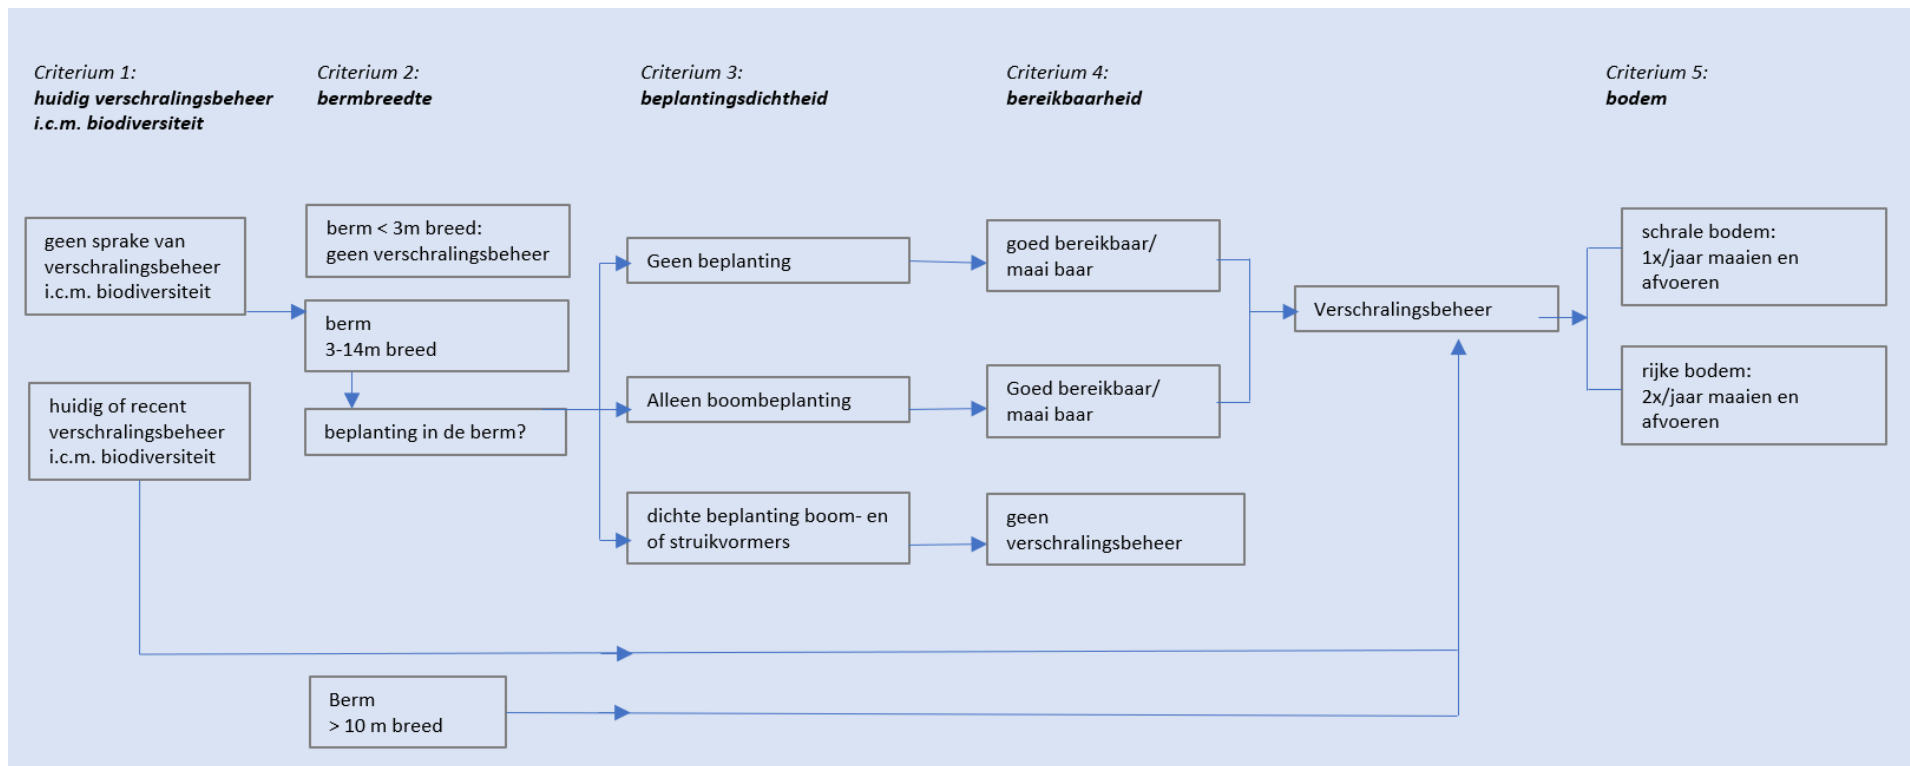 Criterium 1:
huidig verschralingsbeheer
i.c.m. biodiversiteit
Criterium 2:
bermbreedte
Criterium 3:
beplantingsdichtheid
Criterium 4:
bereikbaarheid
Criterium 5:
bodem
geen sprake van
verschralingsbeheer
i.c.m. biodiversiteit
huidig of recent
verschralingsbeheer
i.c.m. biodiversiteit
berm < 3m breed:
geen verschralingsbeheer
berm
3-14m breed
beplanting in de berm?
Geen beplanting
Alleen boombeplanting
dichte beplanting boom- en
of struikvormers
goed bereikbaar/
maai baar
Goed bereikbaar/
maai baar
geen
verschralingsbeheer
Verschralingsbeheer
schrale bodem:
1x/jaar maaien en
afvoeren
rijke bodem:
2x/jaar maaien en
afvoeren
Berm
> 10 m breed